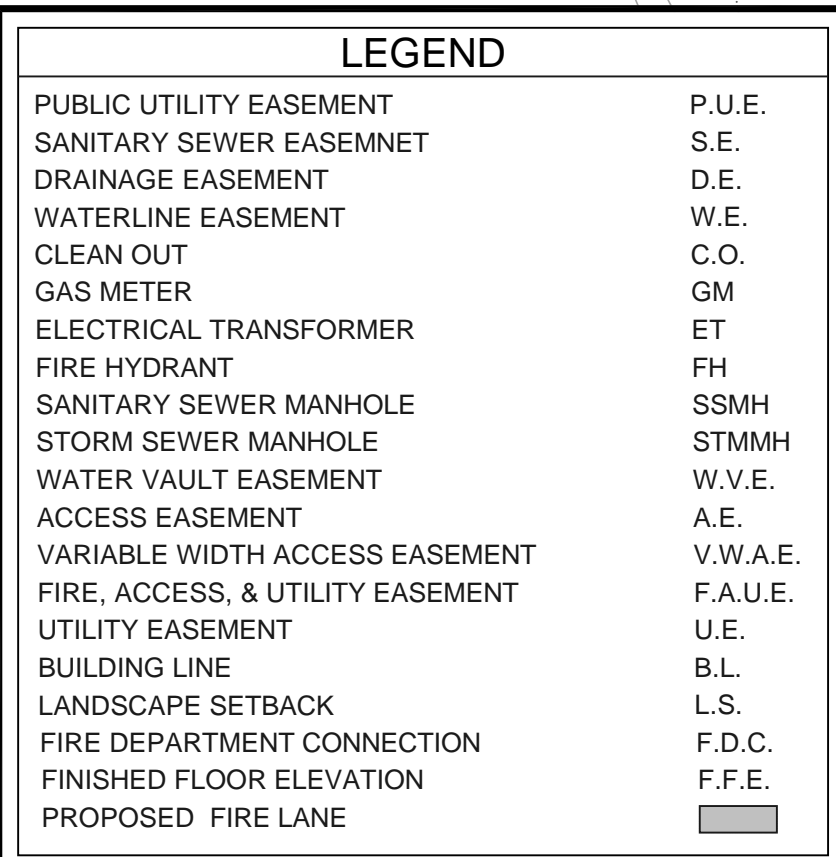 LEGEND
PUBLIC UTILITY EASEMENT P.U.E.
SANITARY SEWER EASEMNET S.E.
DRAINAGE EASEMENT D.E.
WATERLINE EASEMENT W.E.
CLEAN OUT C.O.
GAS METER GM
ELECTRICAL TRANSFORMER ET
FIRE HYDRANT FH
SANITARY SEWER MANHOLE SSMH
STORM SEWER MANHOLE STMMH
WATER VAULT EASEMENT W.V.E.
ACCESS EASEMENT A.E.
VARIABLE WIDTH ACCESS EASEMENT V.W.A.E.
FIRE, ACCESS, & UTILITY EASEMENT F.A.U.E.
UTILITY EASEMENT U.E.
BUILDING LINE B.L.
LANDSCAPE SETBACK L.S.
FIRE DEPARTMENT CONNECTION F.D.C.
FINISHED FLOOR ELEVATION F.F.E.
PROPOSED FIRE LANE